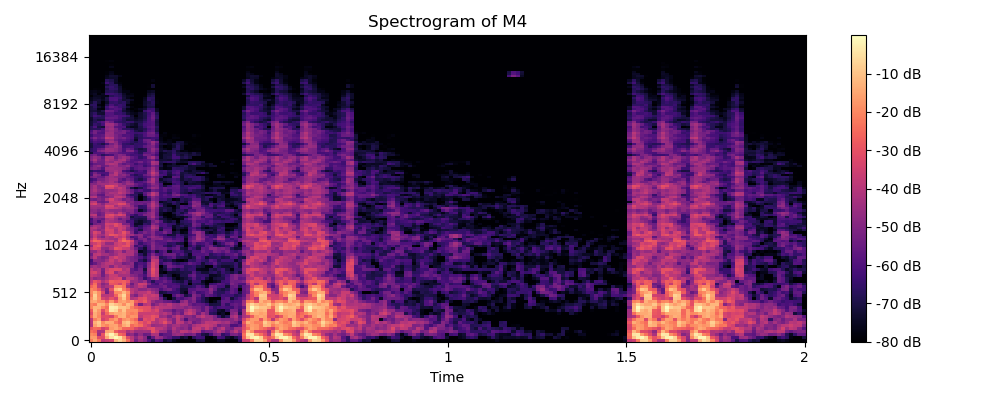 Spectrogram of M4
16384
8192
4096
2048
1024
512
0
Hz
0
0.5
1
1.5
2
Time
-10 dB
-20 dB
-30 dB
-40 dB
-50 dB
-60 dB
-70 dB
-80 dB